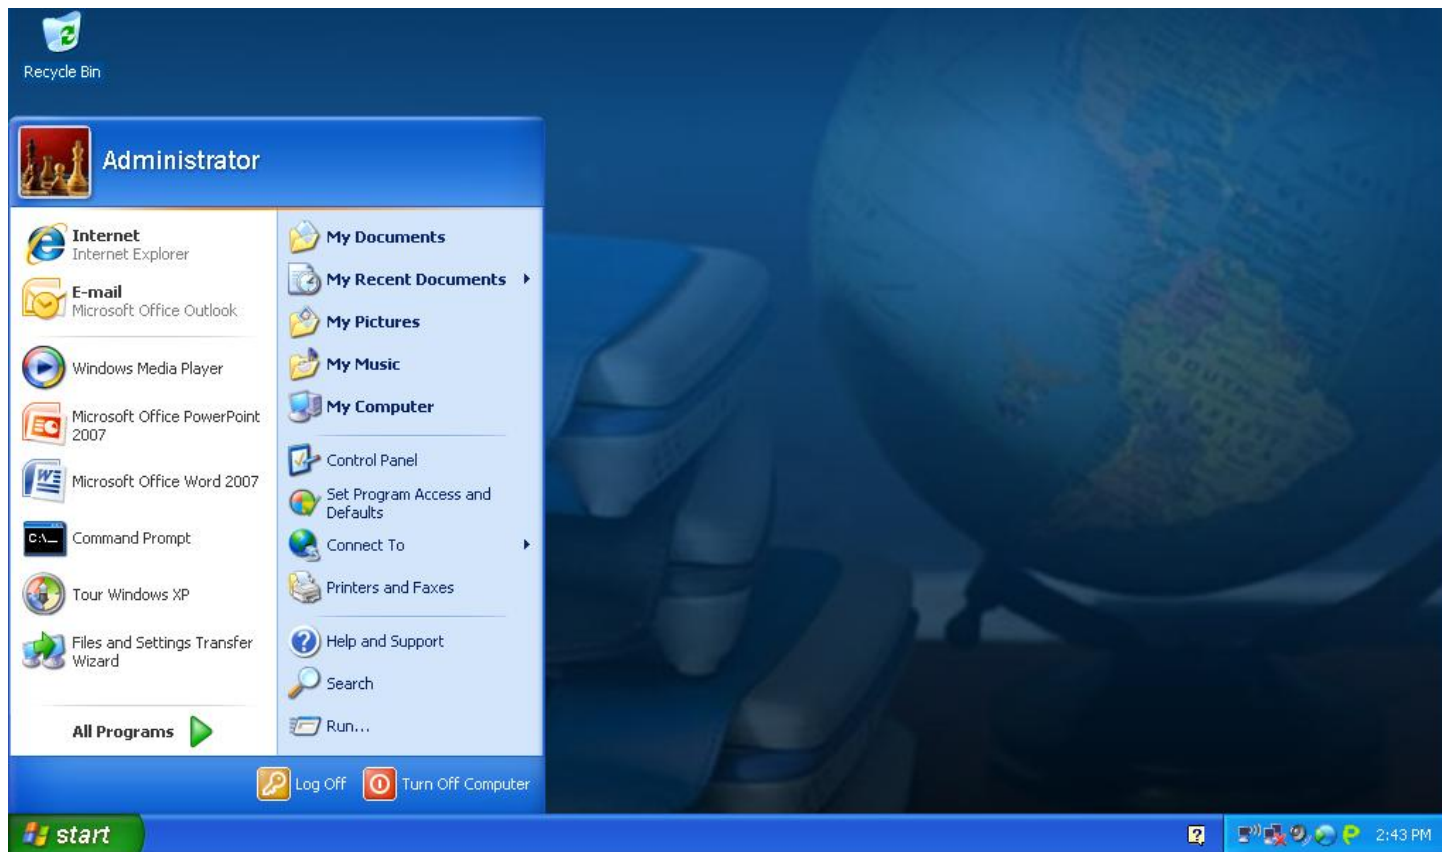 Recycle Bin
Administrator
Internet
Internet Explorer
E-mail
Microsoft Office Outlook
Windows Media Player
Microsoft Office PowerPoint
2007
Microsoft Office Word 2007
C:\_
Command Prompt
Tour Windows XP
Files and Settings Transfer
Wizard
All Programs
My Documents
My Recent Documents
My Pictures
My Music
My Computer
Control Panel
Set Program Access and
Defaults
Connect To
Printers and Faxes
Help and Support
Search
Run...
Log Off
Turn Off Computer
start
2:43 PM